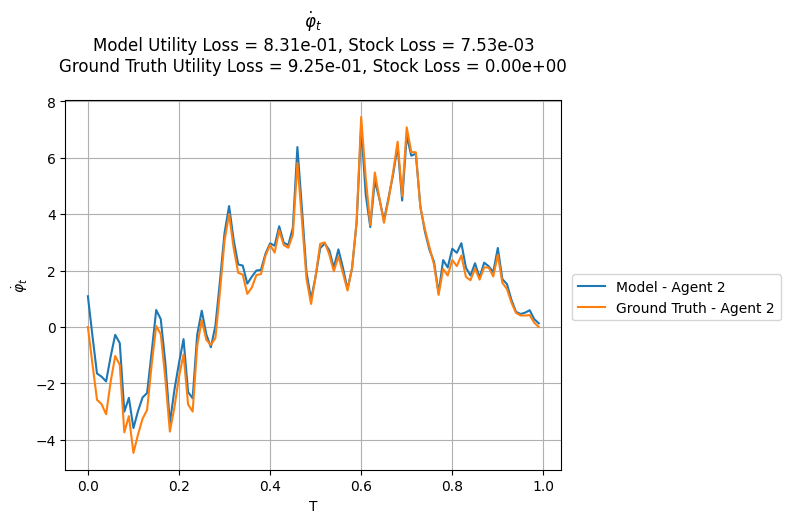 φ̇_t
Model Utility Loss = 8.31e-01, Stock Loss = 7.53e-03
Ground Truth Utility Loss = 9.25e-01, Stock Loss = 0.00e+00
φ̇_t
8
6
4
2
0
−2
−4
0.0 0.2 0.4 0.6 0.8 1.0
T
Model - Agent 2
Ground Truth - Agent 2